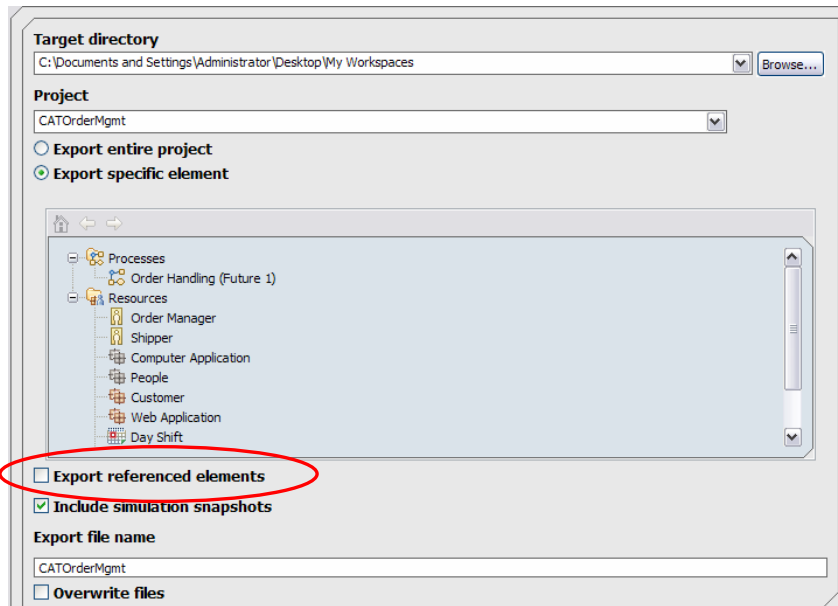 Target directory
C:\Documents and Settings\Administrator\Desktop\My Workspaces
Browse...
Project
CATOrderMgmt
Export entire project
Export specific element
Processes
Order Handling (Future 1)
Resources
Order Manager
Shipper
Computer Application
People
Customer
Web Application
Day Shift
Export referenced elements
Include simulation snapshots
Export file name
CATOrderMgmt
Overwrite files